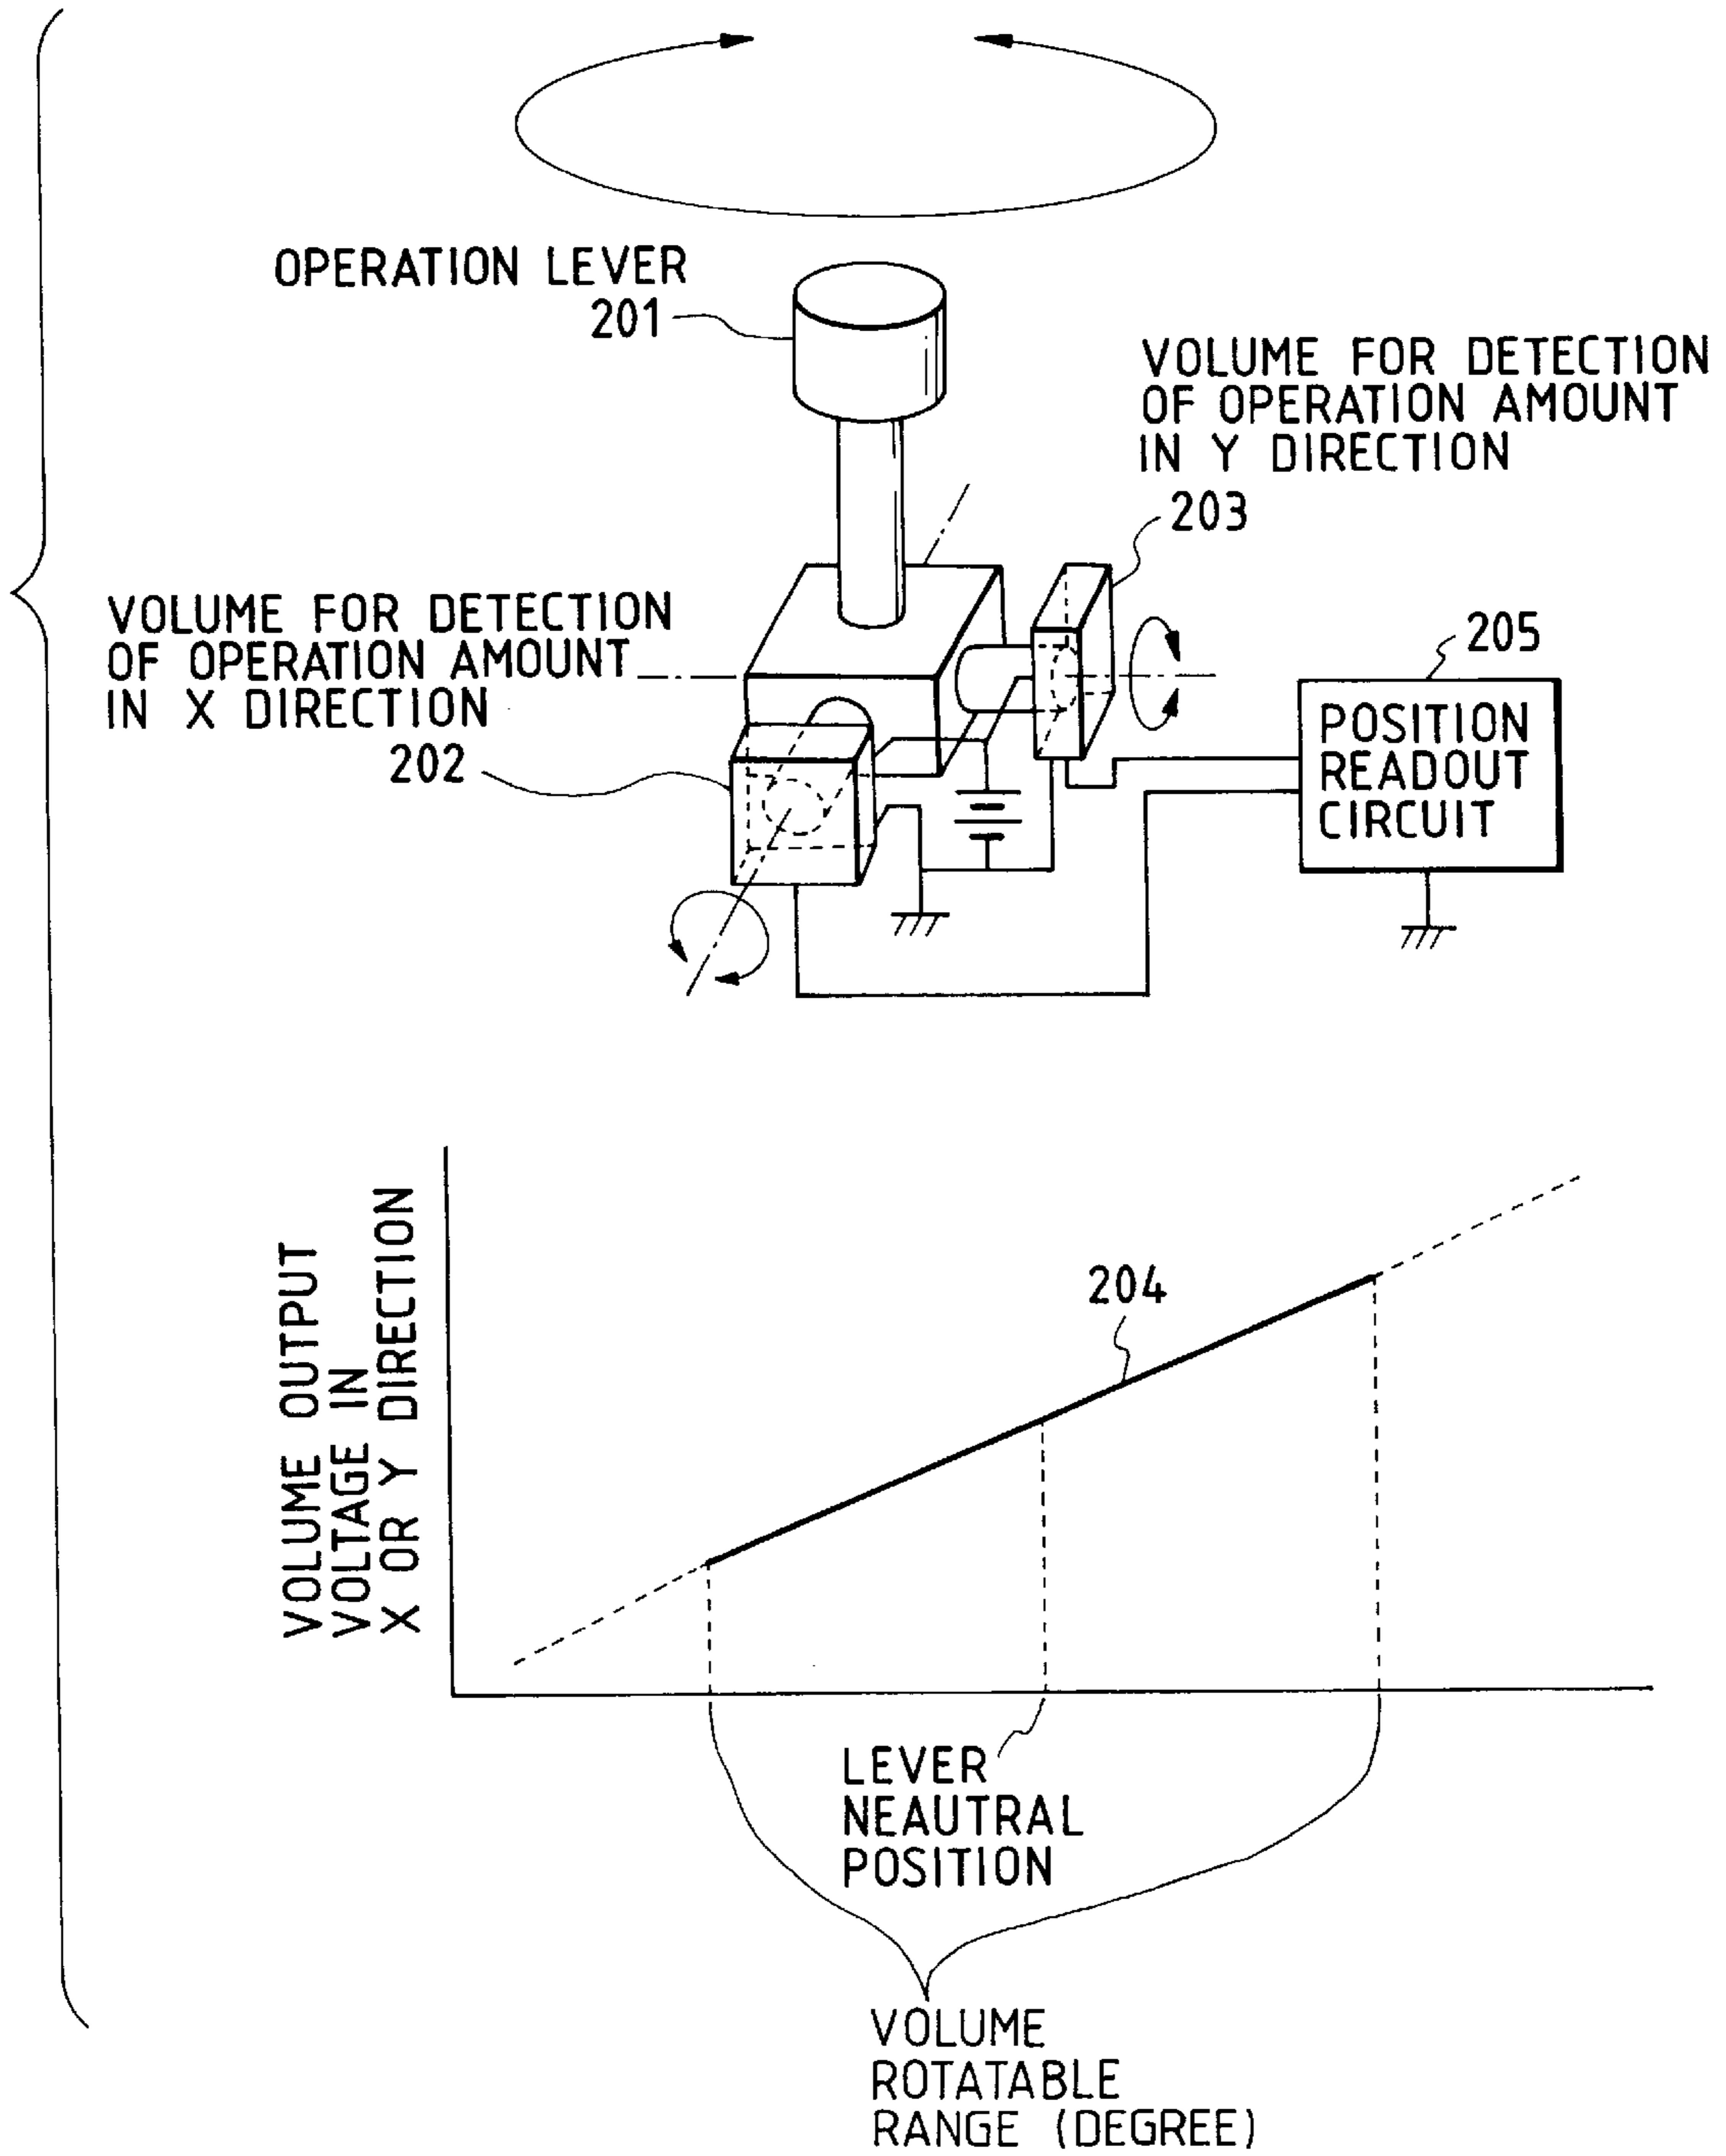 OPERATION LEVER
201
VOLUME FOR DETECTION
OF OPERATION AMOUNT
IN Y DIRECTION
203
VOLUME FOR DETECTION
OF OPERATION AMOUNT
IN X DIRECTION
202
205
POSITION
READOUT
CIRCUIT
VOLUME OUTPUT
VOLTAGE IN
X OR Y DIRECTION
204
LEVER
NEAUTRAL
POSITION
VOLUME
ROTATABLE
RANGE (DEGREE)